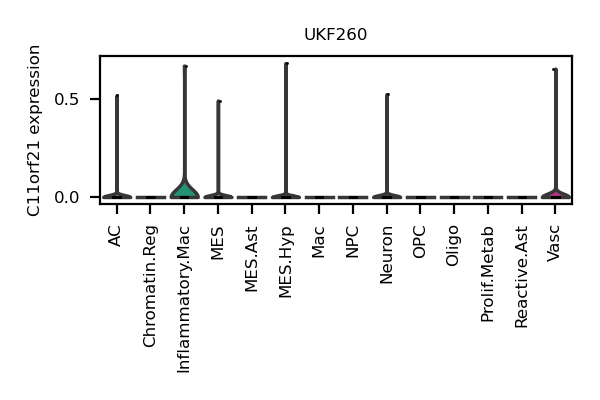 UKF260
C11orf21 expression
0.5
0.0
AC
Chromatin.Reg
Inflammatory.Mac
MES
MES.Ast
MES.Hyp
Mac
NPC
Neuron
OPC
Oligo
Prolif.Metab
Reactive.Ast
Vasc